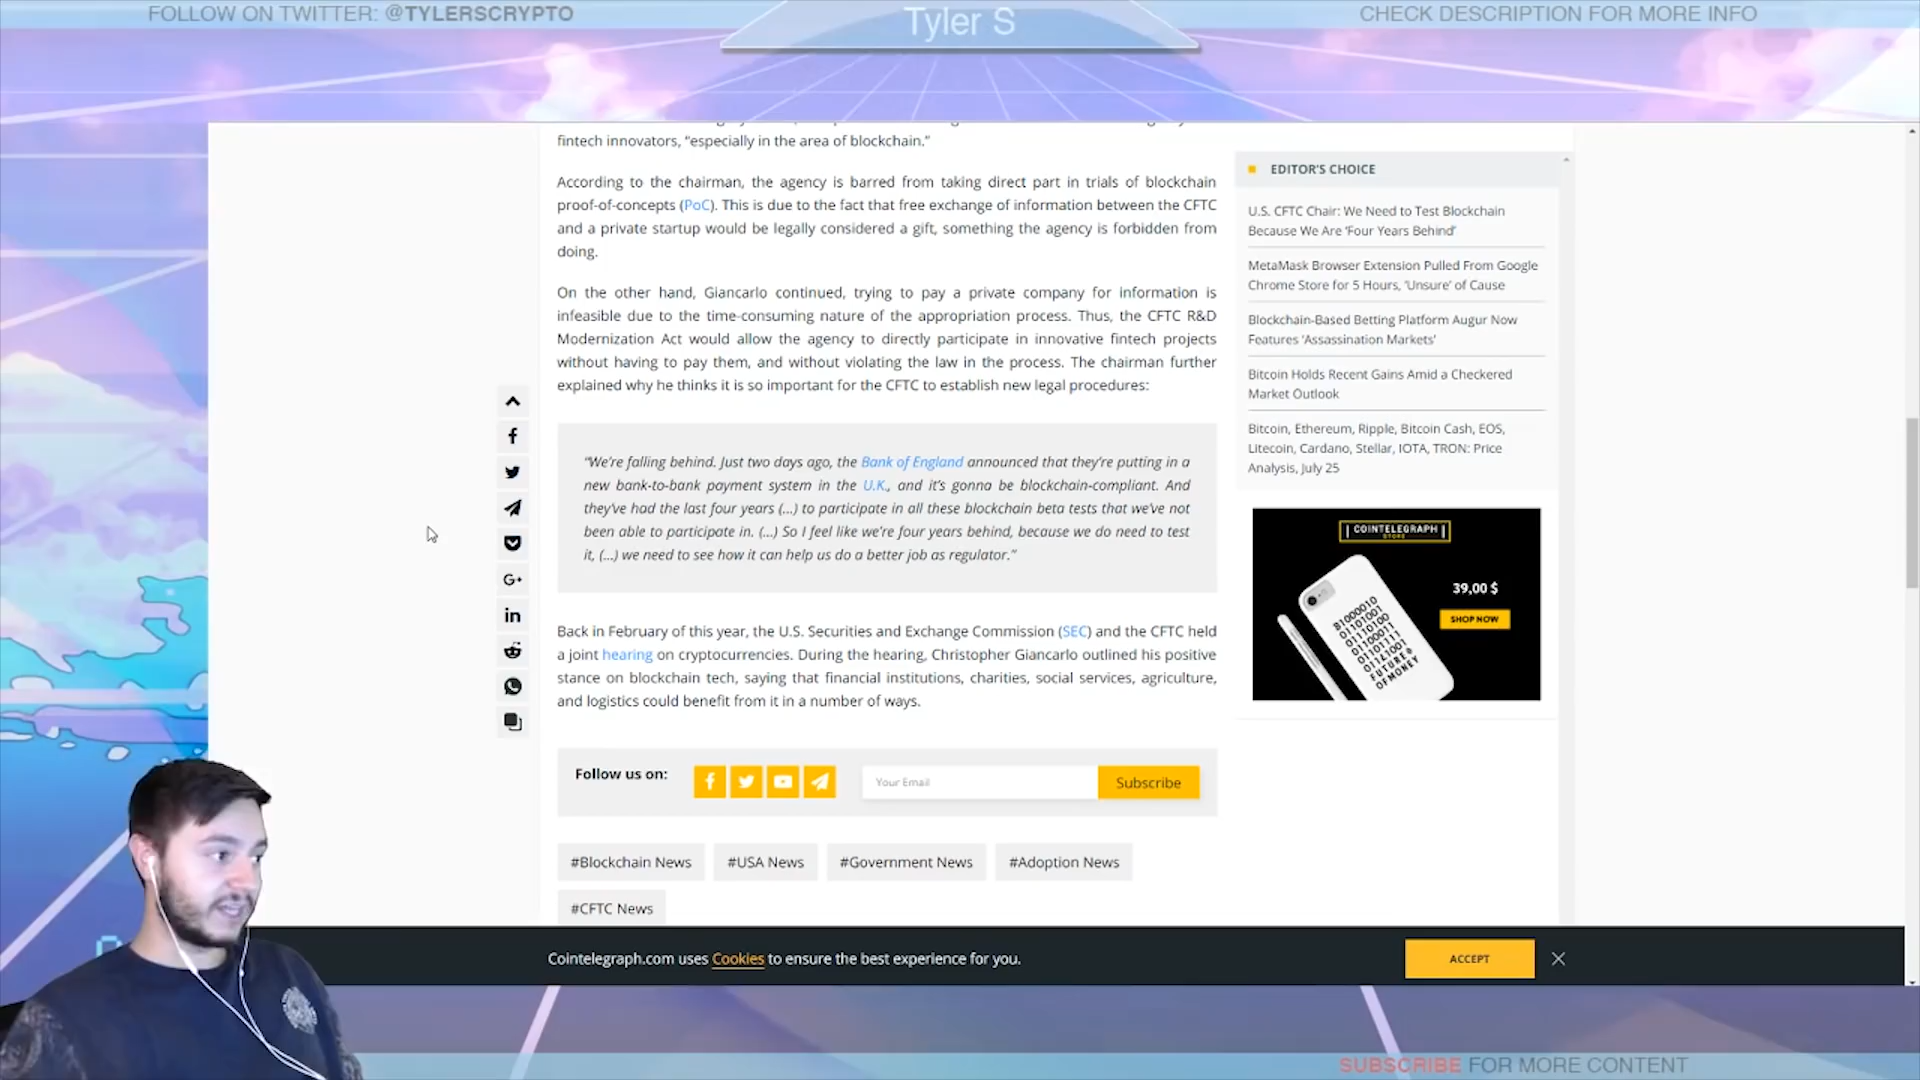 FOLLOW ON TWITTER: @TYLERSCRYPTO
Tyler S
CHECK DESCRIPTION FOR MORE INFO
fintech innovators, “especially in the area of blockchain.”
According to the chairman, the agency is barred from taking direct part in trials of blockchain
proof-of-concepts (PoC). This is due to the fact that free exchange of information between the CFTC
and a private startup would be legally considered a gift, something the agency is forbidden from
doing.
On the other hand, Giancarlo continued, trying to pay a private company for information is
infeasible due to the time-consuming nature of the appropriation process. Thus, the CFTC R&D
Modernization Act would allow the agency to directly participate in innovative fintech projects
without having to pay them, and without violating the law in the process. The chairman further
explained why he thinks it is so important for the CFTC to establish new legal procedures:
“We’re falling behind. Just two days ago, the Bank of England announced that they’re putting in a
new bank-to-bank payment system in the U.K., and it’s gonna be blockchain-compliant. And
they’ve had the last four years (...) to participate in all these blockchain beta tests that we’ve not
been able to participate in. (...) So I feel like we’re four years behind, because we do need to test
it, (...) we need to see how it can help us do a better job as regulator.”
Back in February of this year, the U.S. Securities and Exchange Commission (SEC) and the CFTC held
a joint hearing on cryptocurrencies. During the hearing, Christopher Giancarlo outlined his positive
stance on blockchain tech, saying that financial institutions, charities, social services, agriculture,
and logistics could benefit from it in a number of ways.
Follow us on:
Your Email
Subscribe
#Blockchain News
#USA News
#Government News
#Adoption News
#CFTC News
EDITOR’S CHOICE
U.S. CFTC Chair: We Need to Test Blockchain
Because We Are ‘Four Years Behind’
MetaMask Browser Extension Pulled From Google
Chrome Store for 5 Hours, ‘Unsure’ of Cause
Blockchain-Based Betting Platform Augur Now
Features ‘Assassination Markets’
Bitcoin Holds Recent Gains Amid a Checkered
Market Outlook
Bitcoin, Ethereum, Ripple, Bitcoin Cash, EOS,
Litecoin, Cardano, Stellar, IOTA, TRON: Price
Analysis, July 25
COINTELEGRAPH
STORE
39,00 $
SHOP NOW
01101001
01110100
01100011
01101111
FUTURE
OF MONEY
Cointelegraph.com uses Cookies to ensure the best experience for you.
ACCEPT
SUBSCRIBE FOR MORE CONTENT